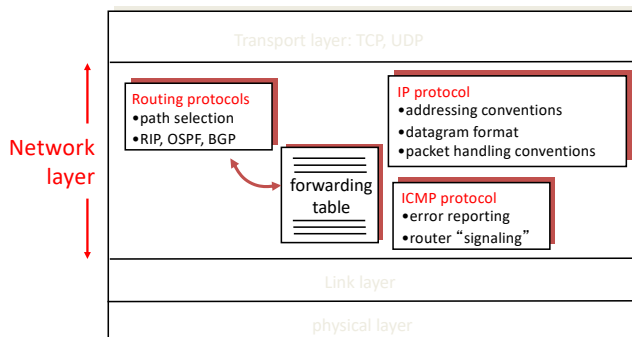 Transport layer: TCP, UDP
Network
layer
Routing protocols
•path selection
•RIP, OSPF, BGP
forwarding
table
IP protocol
•addressing conventions
•datagram format
•packet handling conventions
ICMP protocol
•error reporting
•router “signaling”
Link layer
physical layer